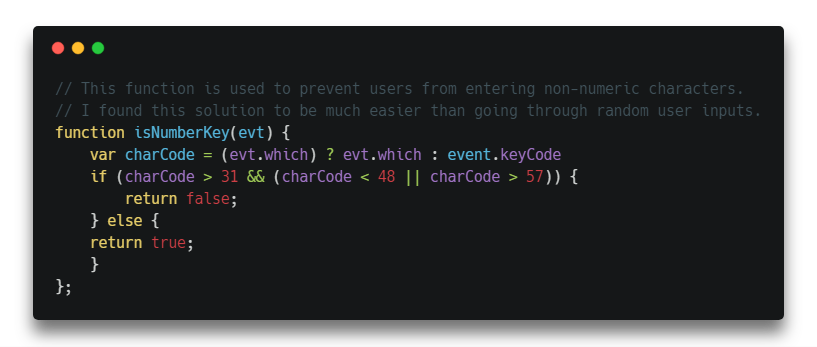 // This function is used to prevent users from entering non-numeric characters.
// I found this solution to be much easier than going through random user inputs.
function isNumberKey(evt) {
    var charCode = (evt.which) ? evt.which : event.keyCode
    if (charCode > 31 && (charCode < 48 || charCode > 57)) {
        return false;
    } else {
    return true;
    }
};